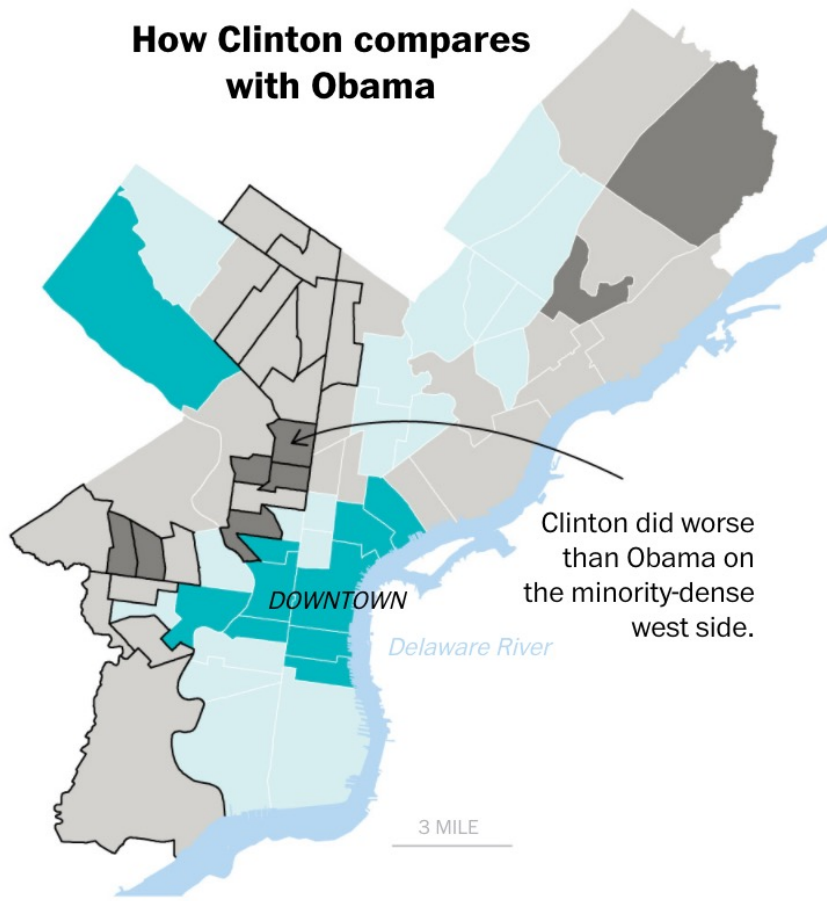 How Clinton compares
with Obama
Clinton did worse
than Obama on
the minority-dense
west side.
DOWNTOWN
Delaware River
3 MILE